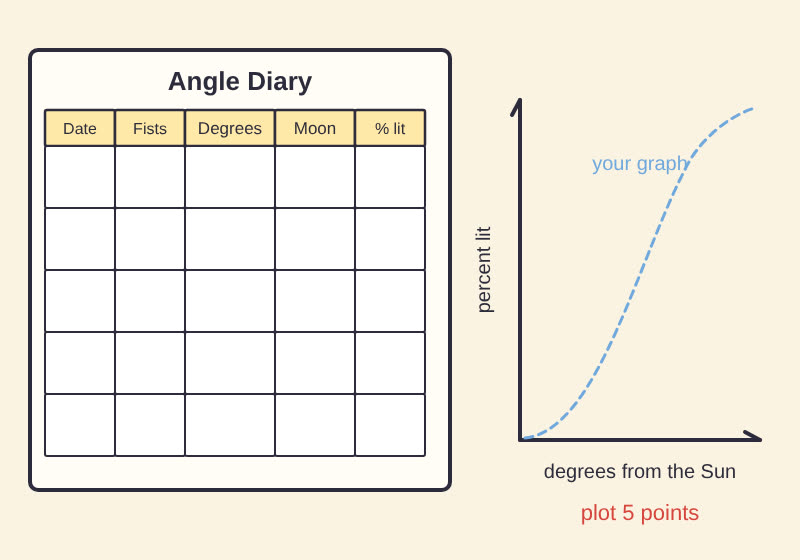 Angle Diary
Date Fists Degrees Moon % lit
your graph
percent lit
degrees from the Sun
plot 5 points